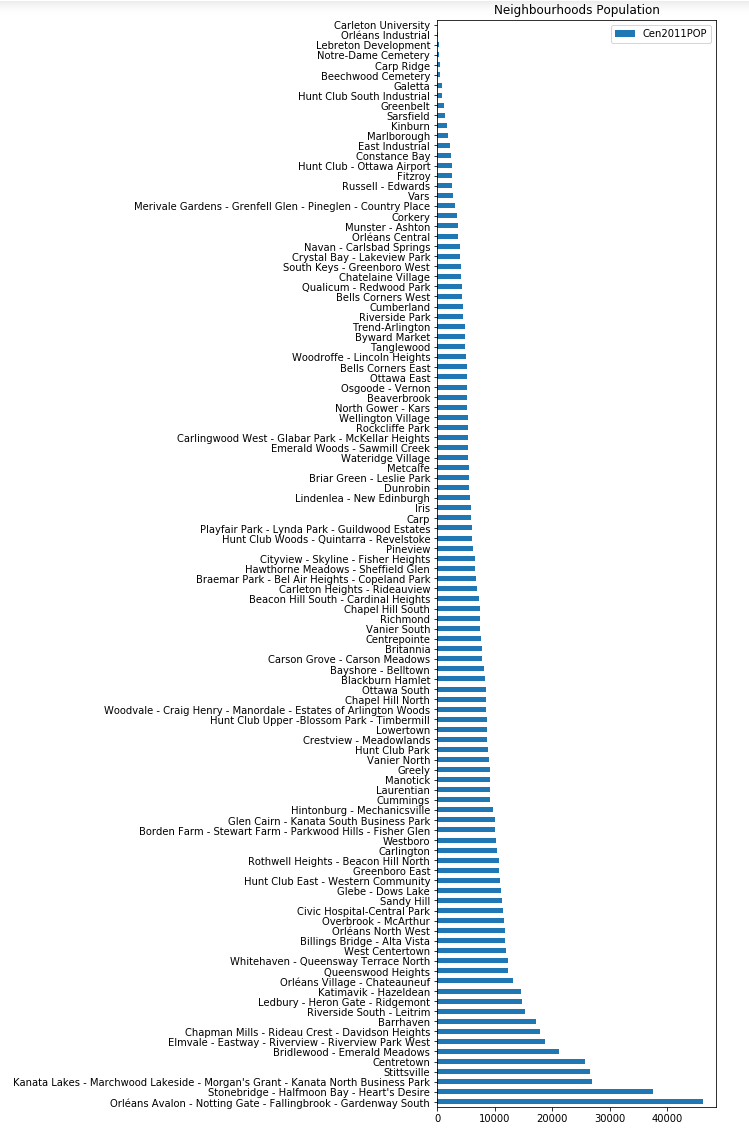 Neighbourhoods Population
Cen2011POP
Carleton University
Orléans Industrial
Lebreton Development
Notre-Dame Cemetery
Carp Ridge
Beechwood Cemetery
Galetta
Hunt Club South Industrial
Greenbelt
Sarsfield
Kinburn
Marlborough
East Industrial
Constance Bay
Hunt Club - Ottawa Airport
Fitzroy
Russell - Edwards
Vars
Merivale Gardens - Grenfell Glen - Pineglen - Country Place
Corkery
Munster - Ashton
Orléans Central
Navan - Carlsbad Springs
Crystal Bay - Lakeview Park
South Keys - Greenboro West
Chatelaine Village
Qualicum - Redwood Park
Bells Corners West
Cumberland
Riverside Park
Trend-Arlington
Byward Market
Tanglewood
Woodroffe - Lincoln Heights
Bells Corners East
Ottawa East
Osgoode - Vernon
Beaverbrook
North Gower - Kars
Wellington Village
Rockcliffe Park
Carlingwood West - Glabar Park - McKellar Heights
Emerald Woods - Sawmill Creek
Wateridge Village
Metcalfe
Briar Green - Leslie Park
Dunrobin
Lindenlea - New Edinburgh
Iris
Carp
Playfair Park - Lynda Park - Guildwood Estates
Hunt Club Woods - Quintarra - Revelstoke
Pineview
Cityview - Skyline - Fisher Heights
Hawthorne Meadows - Sheffield Glen
Braemar Park - Bel Air Heights - Copeland Park
Carleton Heights - Rideauview
Beacon Hill South - Cardinal Heights
Chapel Hill South
Richmond
Vanier South
Centrepointe
Britannia
Carson Grove - Carson Meadows
Bayshore - Belltown
Blackburn Hamlet
Ottawa South
Chapel Hill North
Woodvale - Craig Henry - Manordale - Estates of Arlington Woods
Hunt Club Upper -Blossom Park - Timbermill
Lowertown
Crestview - Meadowlands
Hunt Club Park
Vanier North
Greely
Manotick
Laurentian
Cummings
Hintonburg - Mechanicsville
Glen Cairn - Kanata South Business Park
Borden Farm - Stewart Farm - Parkwood Hills - Fisher Glen
Westboro
Carlington
Rothwell Heights - Beacon Hill North
Greenboro East
Hunt Club East - Western Community
Glebe - Dows Lake
Sandy Hill
Civic Hospital-Central Park
Overbrook - McArthur
Orléans North West
Billings Bridge - Alta Vista
West Centertown
Whitehaven - Queensway Terrace North
Queenswood Heights
Orléans Village - Chateauneuf
Katimavik - Hazeldean
Ledbury - Heron Gate - Ridgemont
Riverside South - Leitrim
Barrhaven
Chapman Mills - Rideau Crest - Davidson Heights
Elmvale - Eastway - Riverview - Riverview Park West
Bridlewood - Emerald Meadows
Centretown
Stittsville
Kanata Lakes - Marchwood Lakeside - Morgan's Grant - Kanata North Business Park
Stonebridge - Halfmoon Bay - Heart's Desire
Orléans Avalon - Notting Gate - Fallingbrook - Gardenway South
0 10000 20000 30000 40000